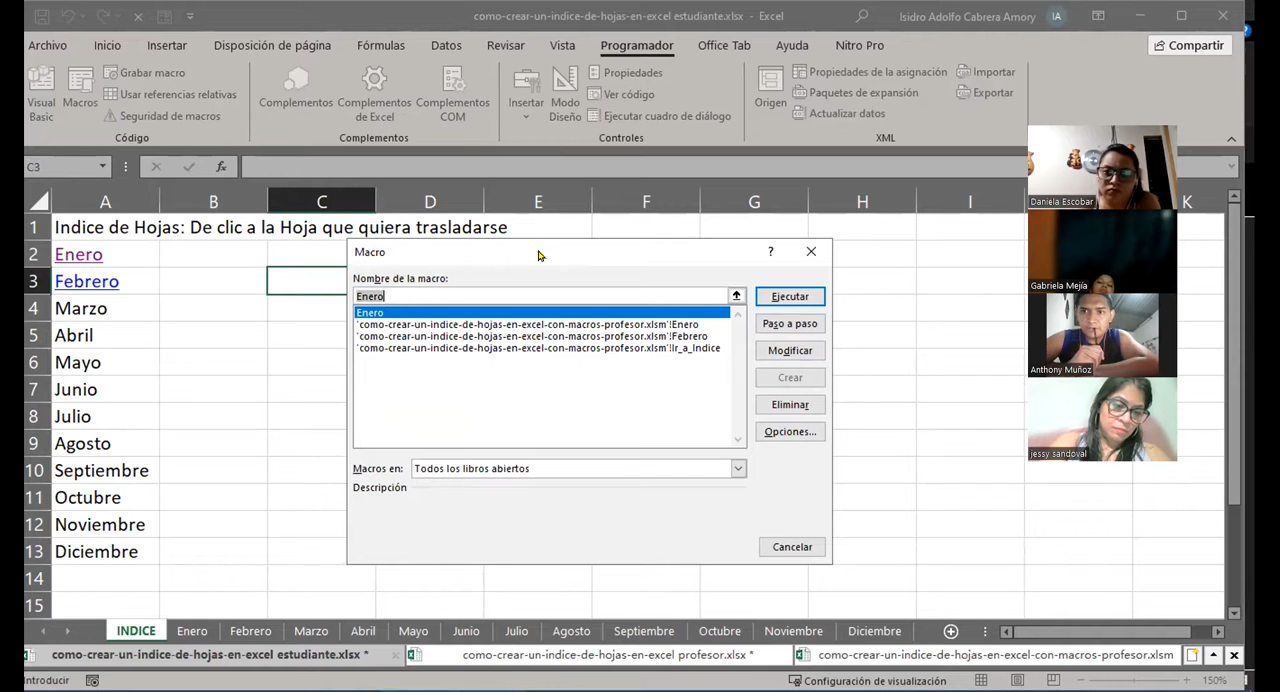 como-crear-un-indice-de-hojas-en-excel estudiante.xlsx - Excel
Isidro Adolfo Cabrera Amory
IA
Archivo Inicio Insertar Disposición de página Fórmulas Datos Revisar Vista Programador Office Tab Ayuda Nitro Pro
Compartir
Visual Basic
Macros
Grabar macro
Usar referencias relativas
Seguridad de macros
Código
Complementos
Complementos de Excel
Complementos COM
Complementos
Insertar
Modo Diseño
Propiedades
Ver código
Ejecutar cuadro de diálogo
Controles
Origen
Propiedades de la asignación
Paquetes de expansión
Actualizar datos
Importar
Exportar
XML
C3
fx
A B C D E F G H I K
1 Indice de Hojas: De clic a la Hoja que quiera trasladarse
2 Enero
3 Febrero
4 Marzo
5 Abril
6 Mayo
7 Junio
8 Julio
9 Agosto
10 Septiembre
11 Octubre
12 Noviembre
13 Diciembre
14
15
Macro
?
Nombre de la macro:
Enero
Enero
'como-crear-un-indice-de-hojas-en-excel-con-macros-profesor.xlsm'!Enero
'como-crear-un-indice-de-hojas-en-excel-con-macros-profesor.xlsm'!Febrero
'como-crear-un-indice-de-hojas-en-excel-con-macros-profesor.xlsm'!Ir_a_Indice
Ejecutar
Paso a paso
Modificar
Crear
Eliminar
Opciones...
Macros en: Todos los libros abiertos
Descripción
Cancelar
Daniela Escobar
Gabriela Mejía
Anthony Muñoz
jessy sandoval
INDICE Enero Febrero Marzo Abril Mayo Junio Julio Agosto Septiembre Octubre Noviembre Diciembre
como-crear-un-indice-de-hojas-en-excel estudiante.xlsx *
como-crear-un-indice-de-hojas-en-excel profesor.xlsx *
como-crear-un-indice-de-hojas-en-excel-con-macros-profesor.xlsm
Introducir
Configuración de visualización
150%